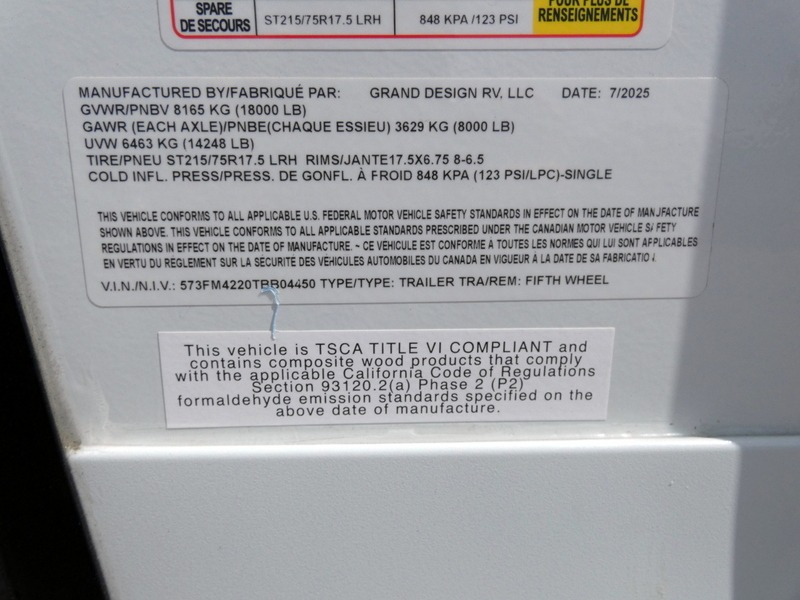 SPARE
DE SECOURS
ST215/75R17.5 LRH
848 KPA /123 PSI
POUR PLUS DE
RENSEIGNEMENTS
MANUFACTURED BY/FABRIQUÉ PAR: GRAND DESIGN RV, LLC DATE: 7/2025
GVWR/PNBV 8165 KG (18000 LB)
GAWR (EACH AXLE)/PNBE(CHAQUE ESSIEU) 3629 KG (8000 LB)
UVW 6463 KG (14248 LB)
TIRE/PNEU ST215/75R17.5 LRH RIMS/JANTE17.5X6.75 8-6.5
COLD INFL. PRESS/PRESS. DE GONFL. À FROID 848 KPA (123 PSI/LPC)-SINGLE
THIS VEHICLE CONFORMS TO ALL APPLICABLE U.S. FEDERAL MOTOR VEHICLE SAFETY STANDARDS IN EFFECT ON THE DATE OF MANUFACTURE
SHOWN ABOVE. THIS VEHICLE CONFORMS TO ALL APPLICABLE STANDARDS PRESCRIBED UNDER THE CANADIAN MOTOR VEHICLE SAFETY
REGULATIONS IN EFFECT ON THE DATE OF MANUFACTURE. ~ CE VÉHICULE EST CONFORME À TOUTES LES NORMES QUI LUI SONT APPLICABLES
EN VERTU DU REGLEMENT SUR LA SÉCURITÉ DES VÉHICULES AUTOMOBILES DU CANADA EN VIGUEUR À LA DATE DE SA FABRICATION.
V.I.N./N.I.V.: TYPE/TYPE: TRAILER TRA/REM: FIFTH WHEEL
This vehicle is TSCA TITLE VI COMPLIANT and
contains composite wood products that comply
with the applicable California Code of Regulations
Section 93120.2(a) Phase 2 (P2)
formaldehyde emission standards specified on the
above date of manufacture.